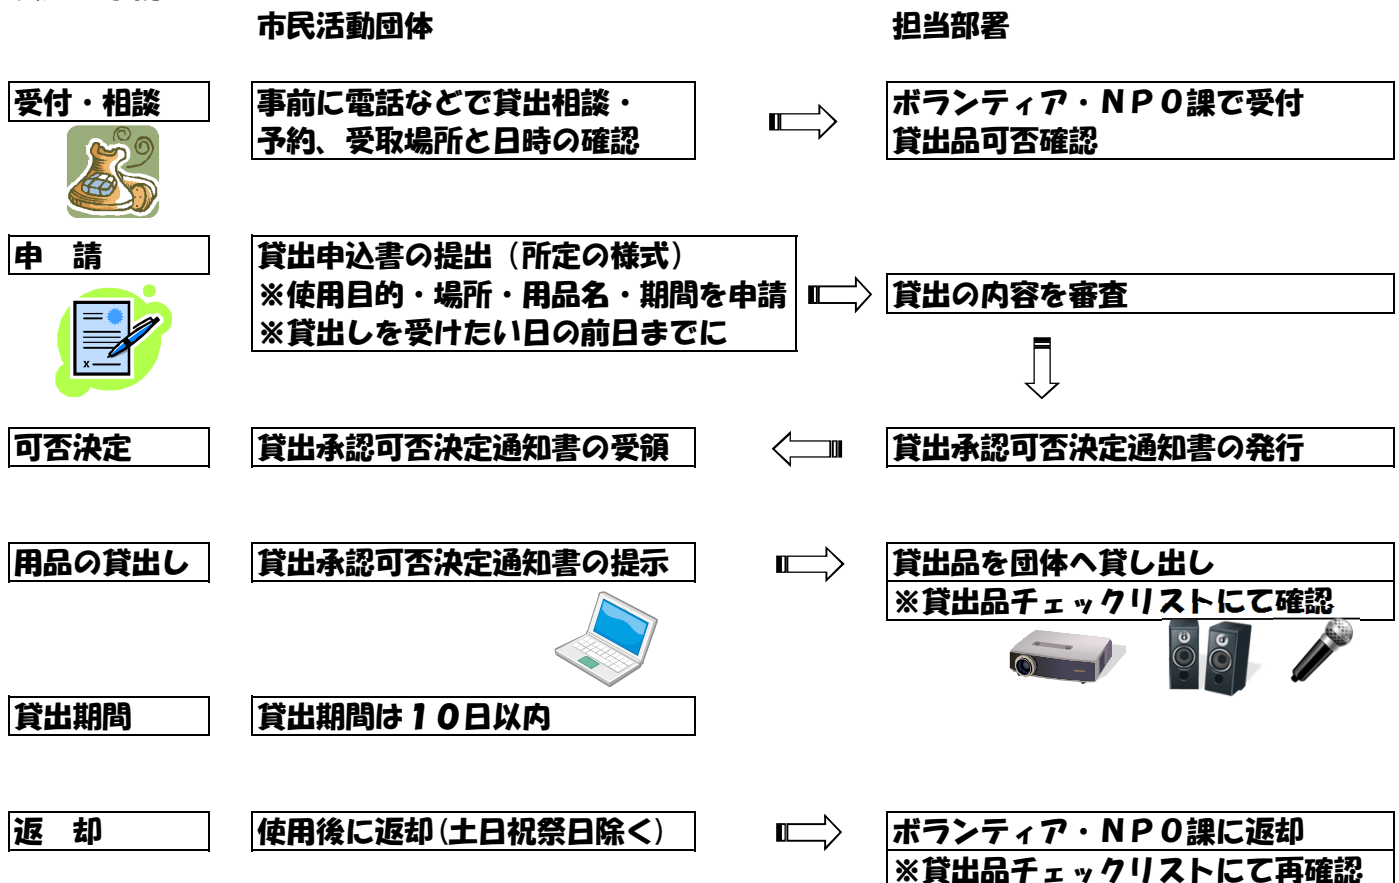 市民活動団体 担当部署
受付・相談 事前に電話などで貸出相談・ ボランティア・NPO課で受付
予約、受取場所と日時の確認 貸出品可否確認
申　請 貸出申込書の提出（所定の様式）
※使用目的・場所・用品名・期間を申請 貸出の内容を審査
※貸出しを受けたい日の前日までに
可否決定 貸出承認可否決定通知書の受領 貸出承認可否決定通知書の発行
用品の貸出し 貸出承認可否決定通知書の提示 貸出品を団体へ貸し出し
※貸出品チェックリストにて確認
貸出期間 貸出期間は１０日以内
返　却 使用後に返却(土日祝祭日除く) ボランティア・NPO課に返却
※貸出品チェックリストにて再確認